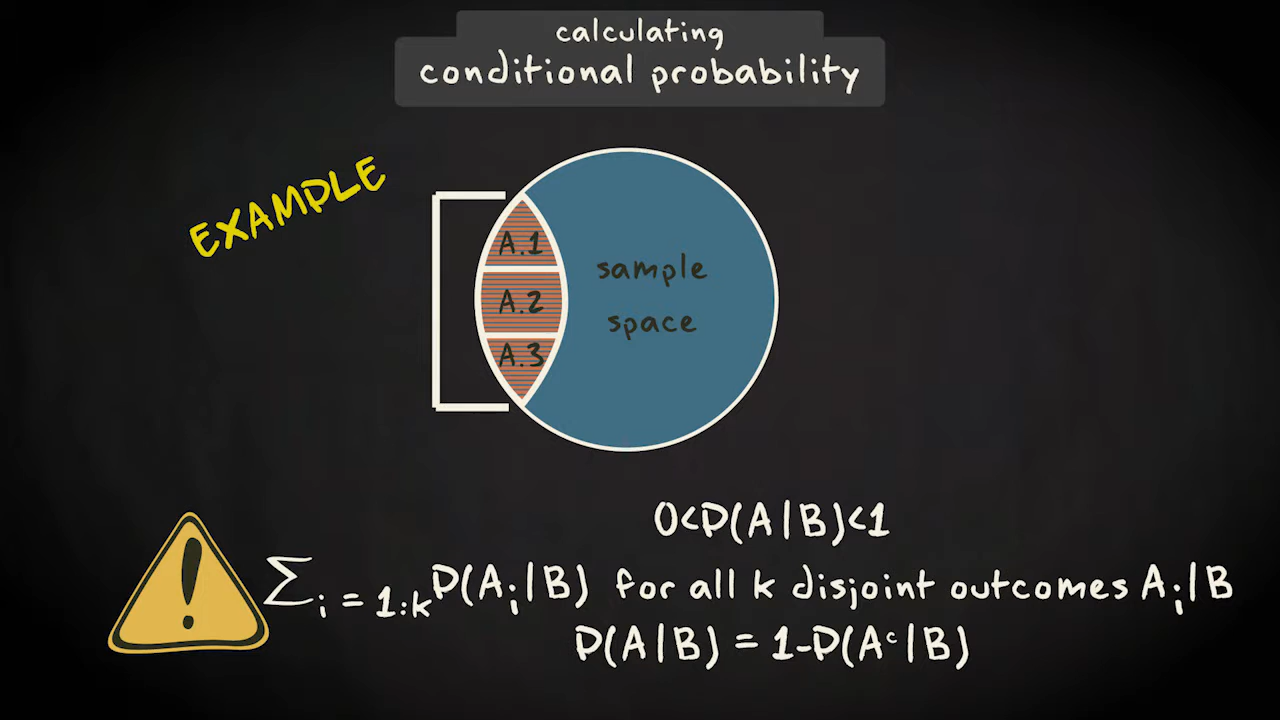 calculating
conditional probability
EXAMPLE
A.1
A.2
A.3
sample
space
0<P(A|B)<1
∑i = 1:k P(Ai|B) for all k disjoint outcomes Ai|B
P(A|B) = 1-P(Aᶜ|B)